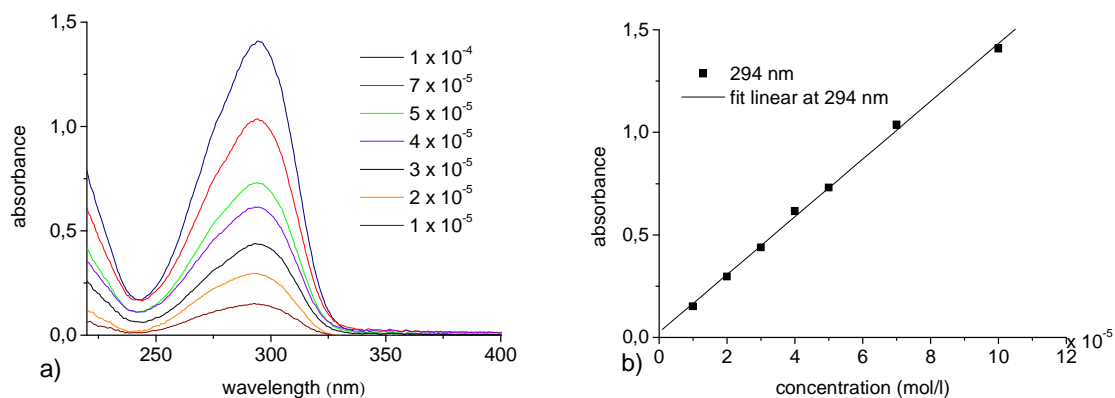 1,5
1,0
0,5
0,0
absorbance
250
300
350
400
wavelength (nm)
1 x 10⁻⁴
7 x 10⁻⁵
5 x 10⁻⁵
4 x 10⁻⁵
3 x 10⁻⁵
2 x 10⁻⁵
1 x 10⁻⁵
a)
1,5
1,0
0,5
0,0
absorbance
294 nm
fit linear at 294 nm
0
2
4
6
8
10
12
x 10⁻⁵
concentration (mol/l)
b)